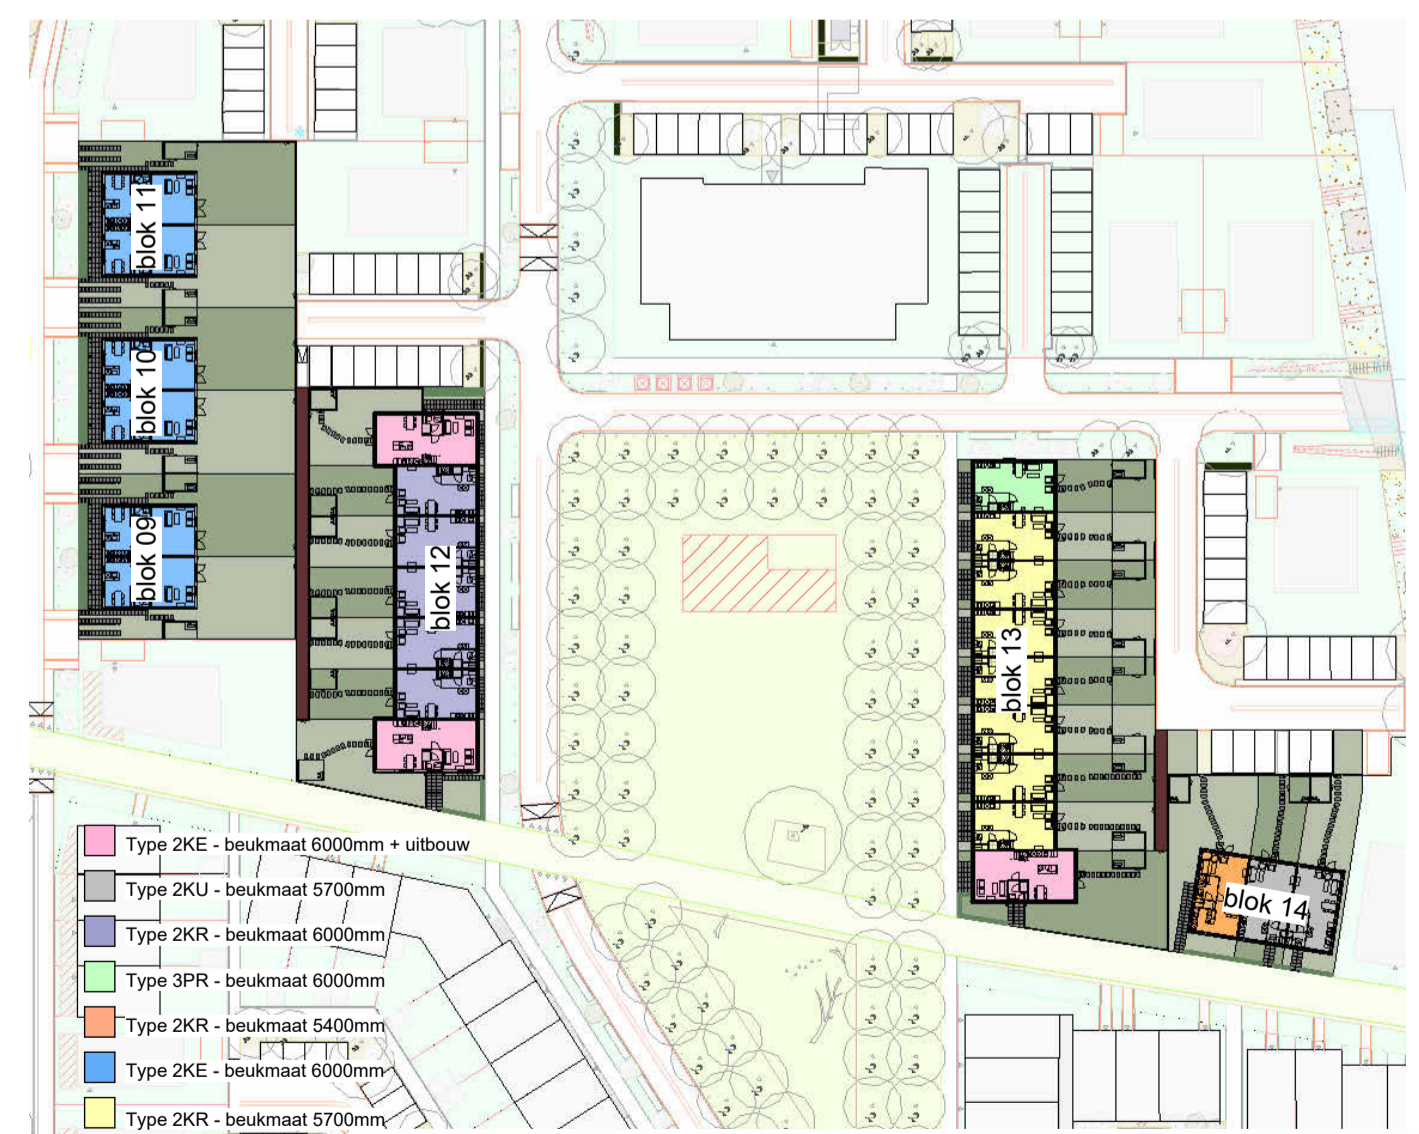 blok 11
blok 10
blok 09
blok 12
blok 13
blok 14
Type 2KE - beukmaat 6000mm + uitbouw
Type 2KU - beukmaat 5700mm
Type 2KR - beukmaat 6000mm
Type 3PR - beukmaat 6000mm
Type 2KR - beukmaat 5400mm
Type 2KE - beukmaat 6000mm
Type 2KR - beukmaat 5700mm